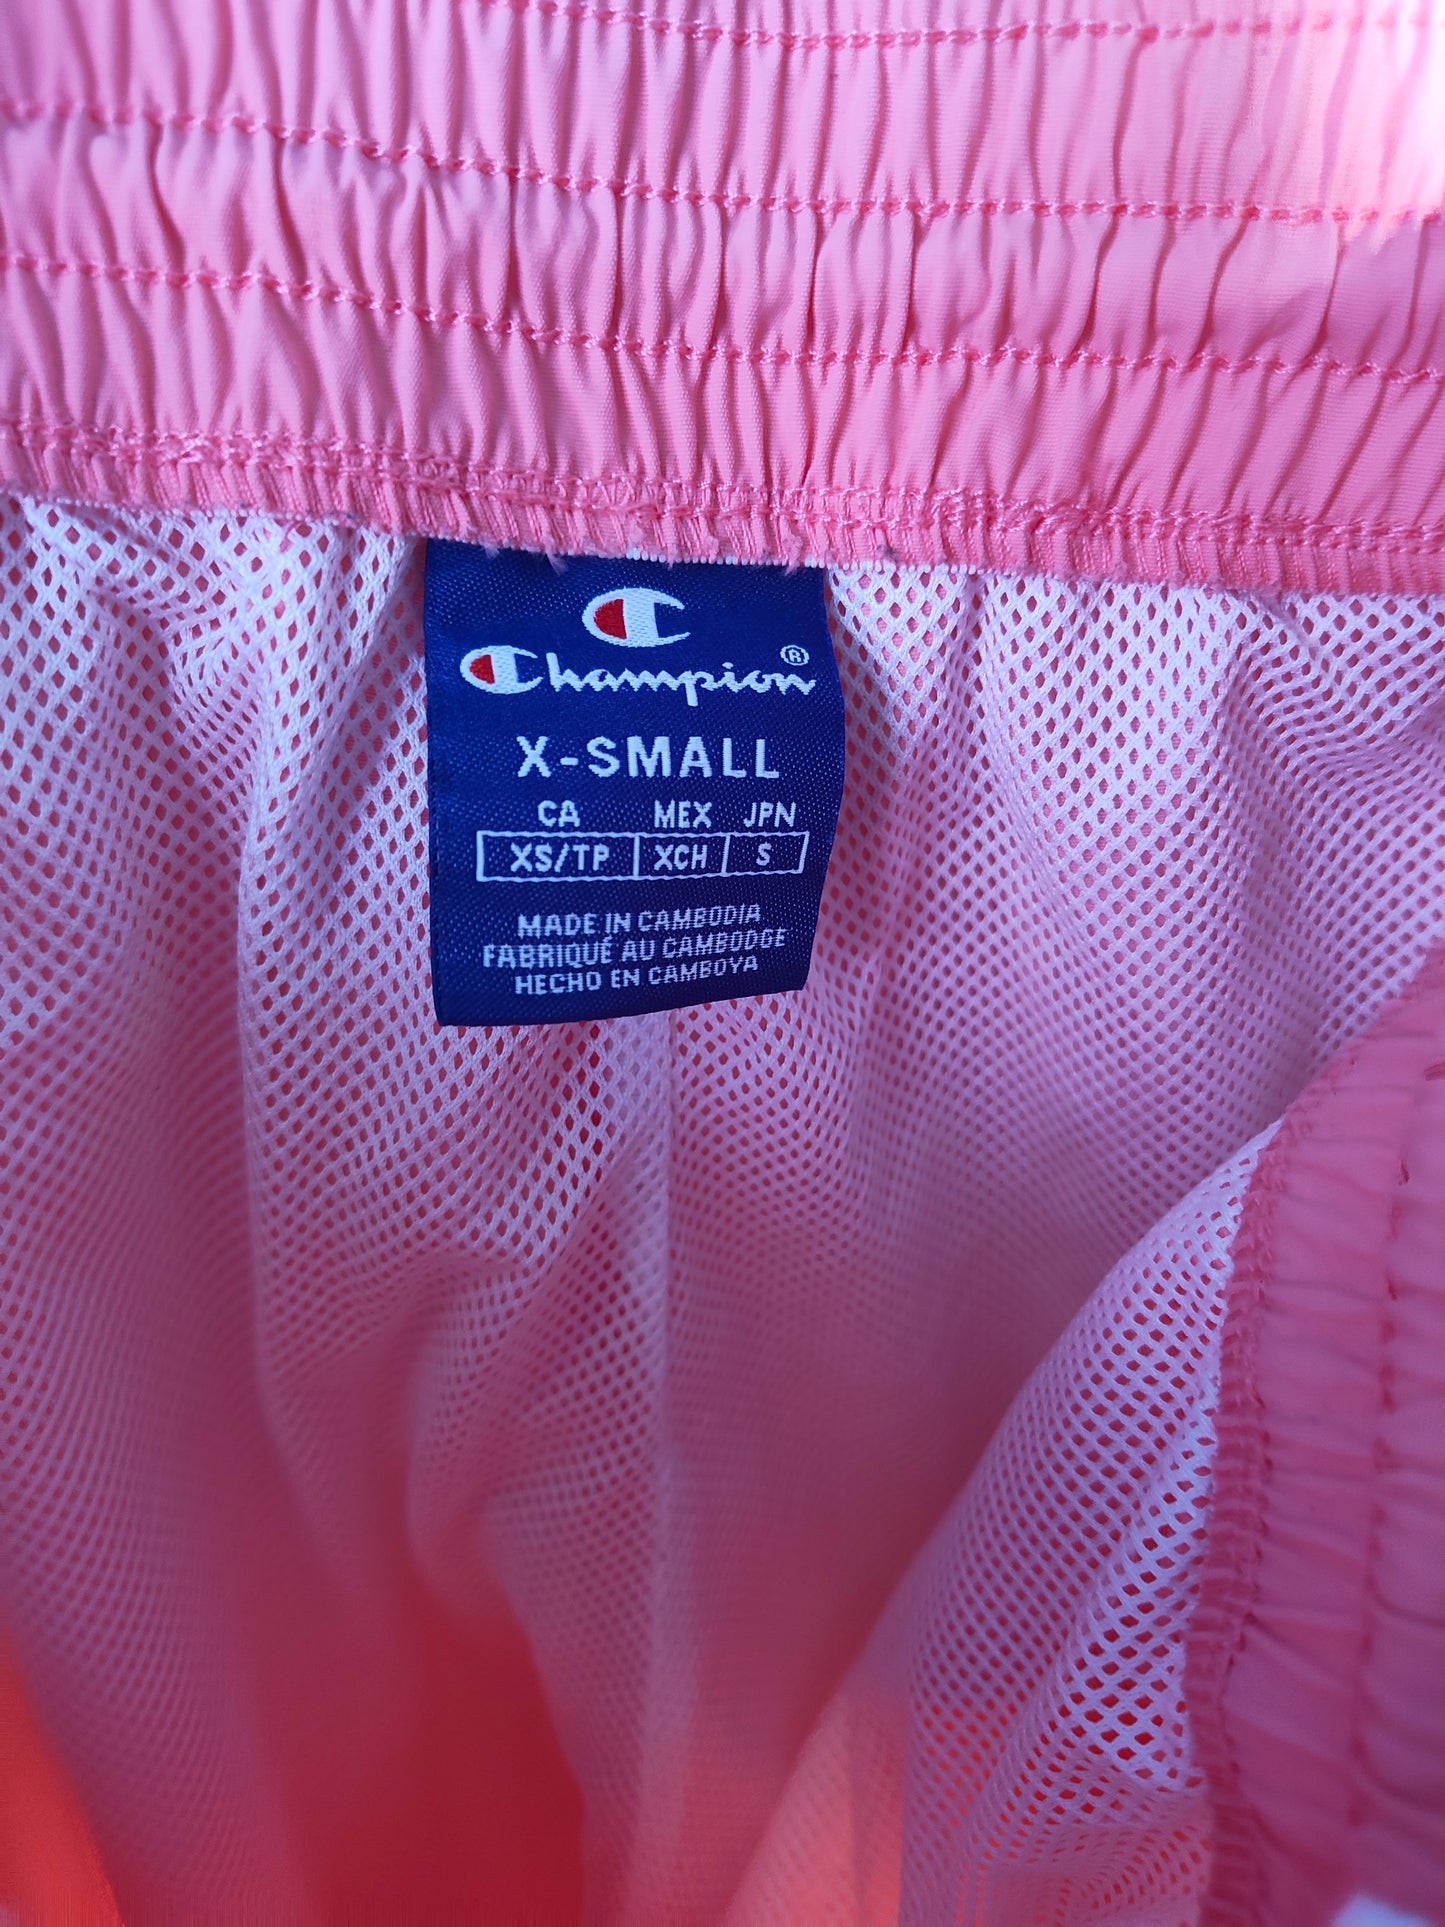 Champion®
X-SMALL
CA MEX JPN
XS/TP XCH S
MADE IN CAMBODIA
FABRIQUÉ AU CAMBODGE
HECHO EN CAMBOYA